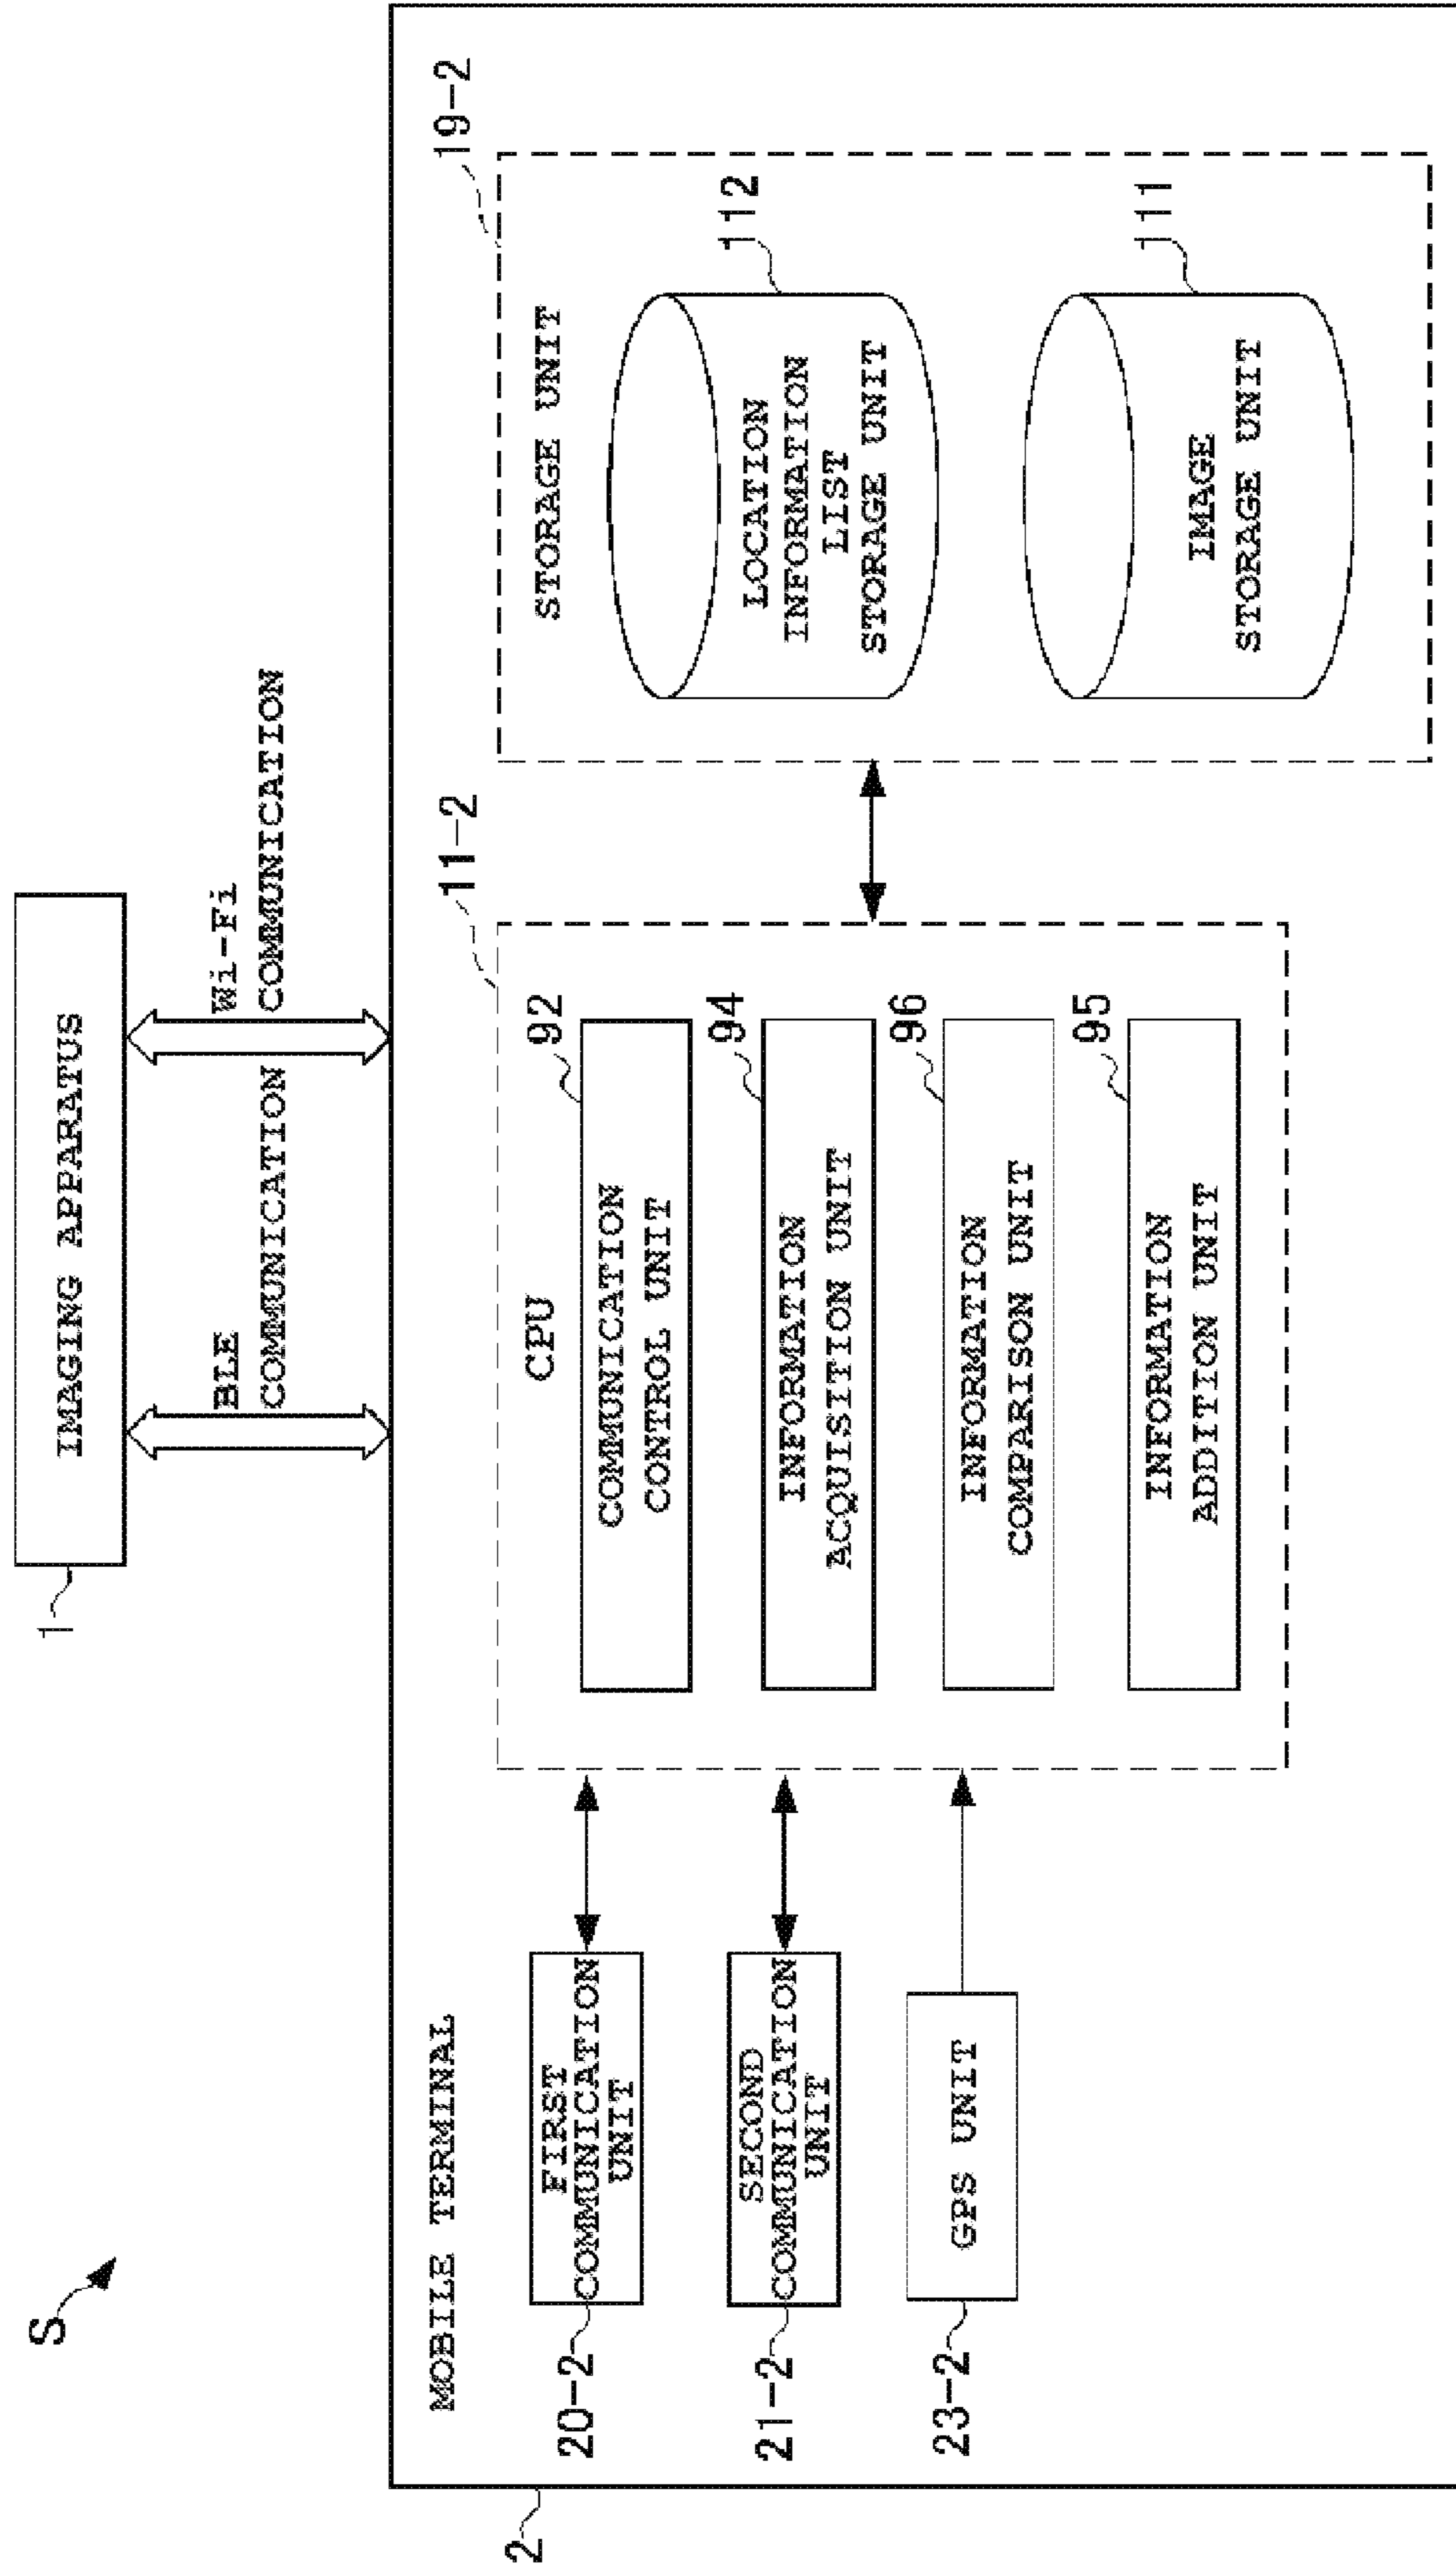 S
1
IMAGING APPARATUS
BLE
COMMUNICATION
Wi-Fi
COMMUNICATION
2
MOBILE TERMINAL
20-2
FIRST
COMMUNICATION
UNIT
21-2
SECOND
COMMUNICATION
UNIT
23-2
GPS UNIT
11-2
CPU
92
COMMUNICATION
CONTROL UNIT
94
INFORMATION
ACQUISITION UNIT
96
INFORMATION
COMPARISON UNIT
95
INFORMATION
ADDITION UNIT
19-2
STORAGE UNIT
112
LOCATION
INFORMATION
LIST
STORAGE UNIT
111
IMAGE
STORAGE UNIT